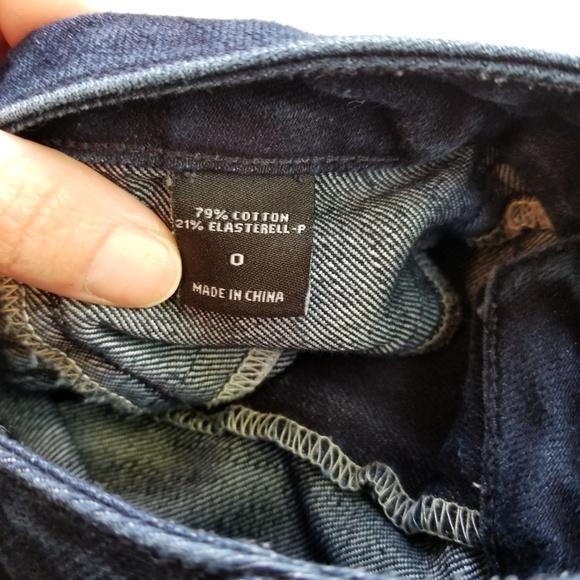 79% COTTON
21% ELASTERELL-P
0
MADE IN CHINA